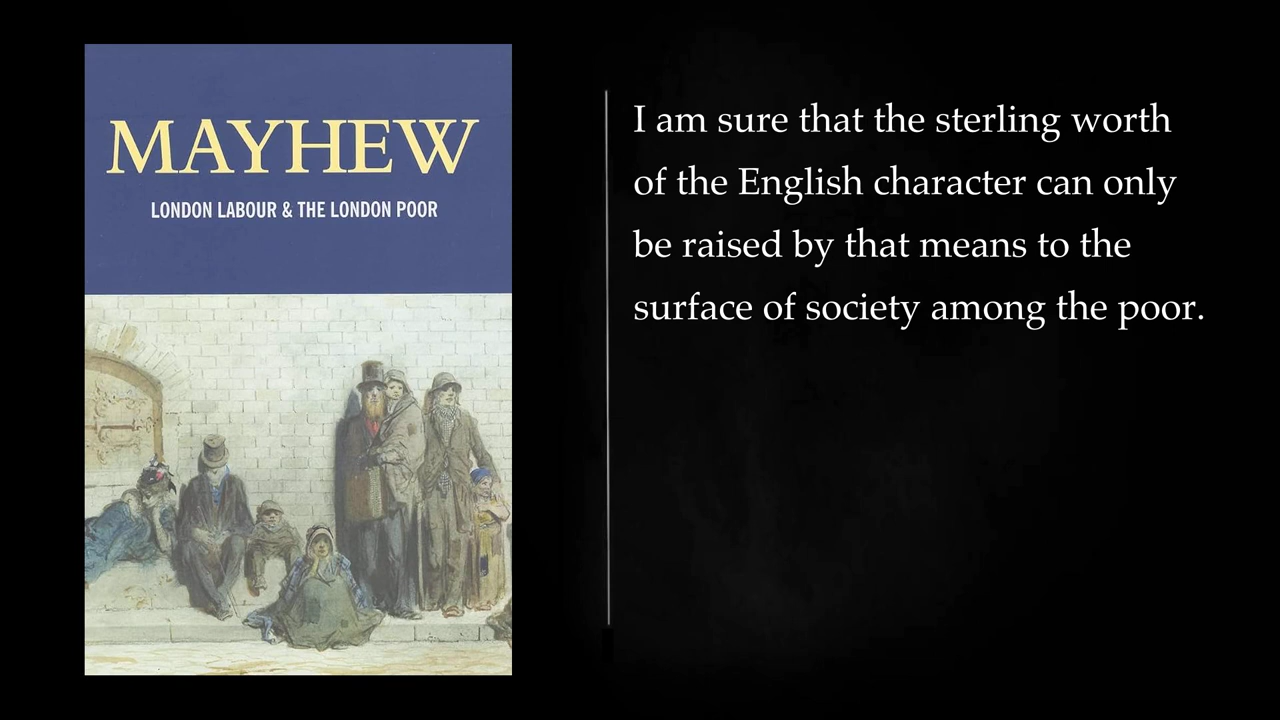 MAYHEW
LONDON LABOUR & THE LONDON POOR
I am sure that the sterling worth
of the English character can only
be raised by that means to the
surface of society among the poor.